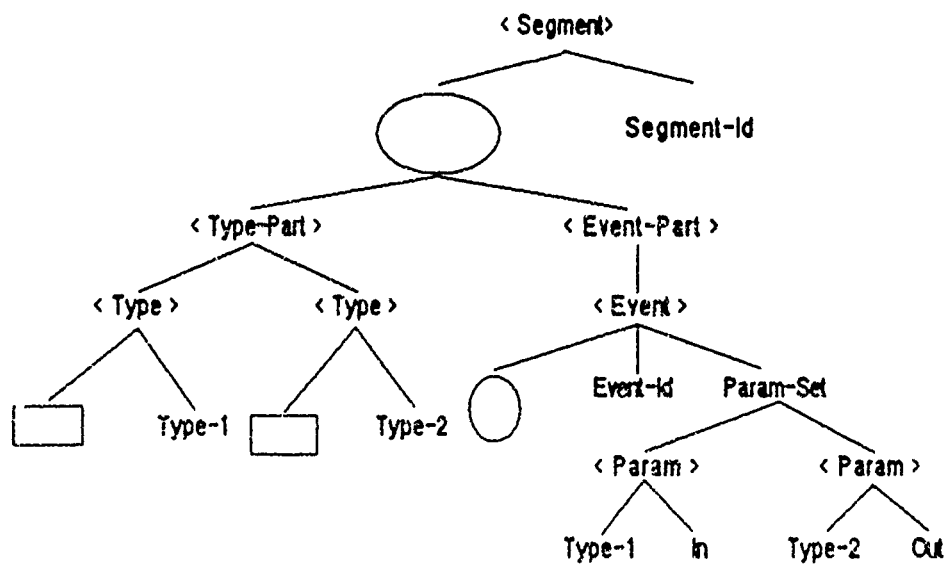 < Segment>
Segment-Id
< Type-Part > < Event-Part >
< Type > < Type > < Event >
Event-Id Param-Set
Type-1 Type-2
< Param > < Param >
Type-1 In Type-2 Out